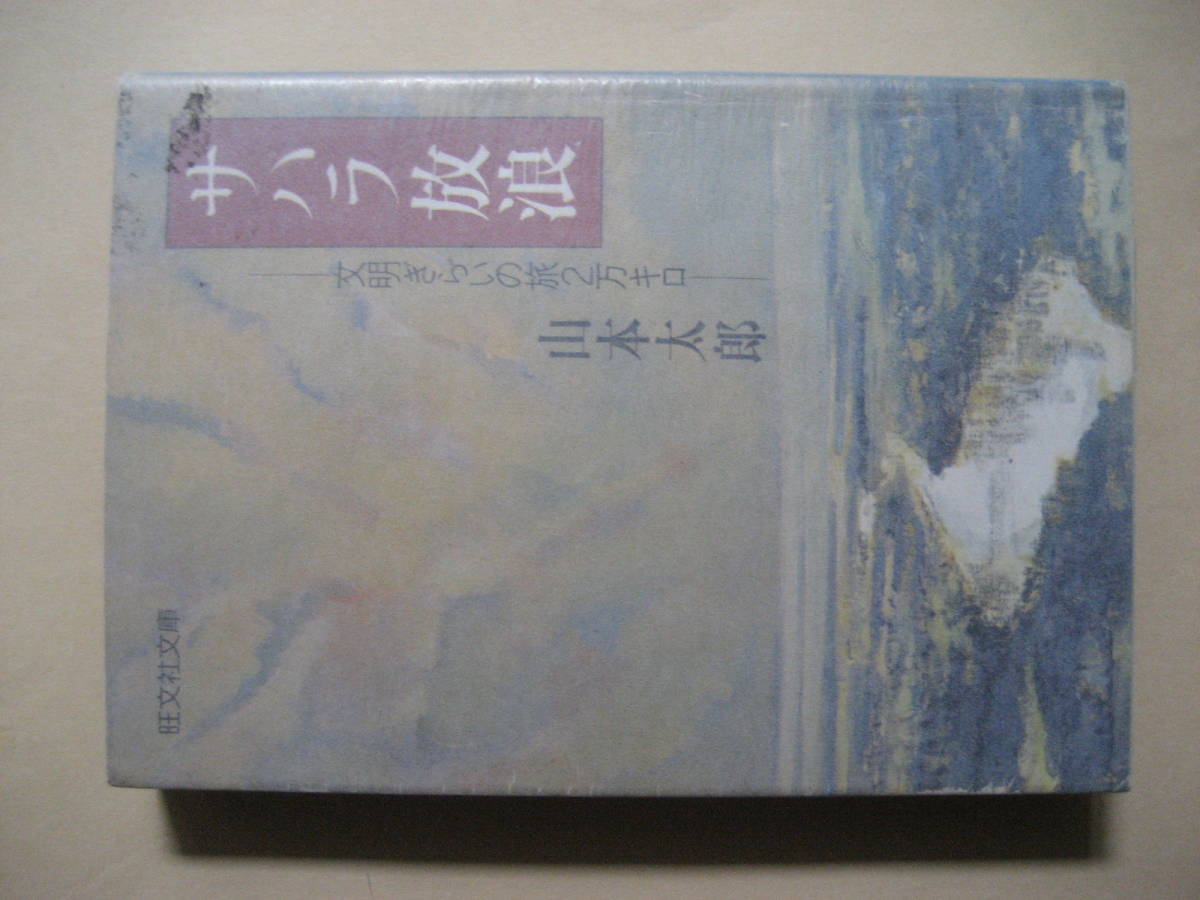 サハラ放浪
――文明ぎらいの旅2万キロ――
山本太郎
旺文社文庫